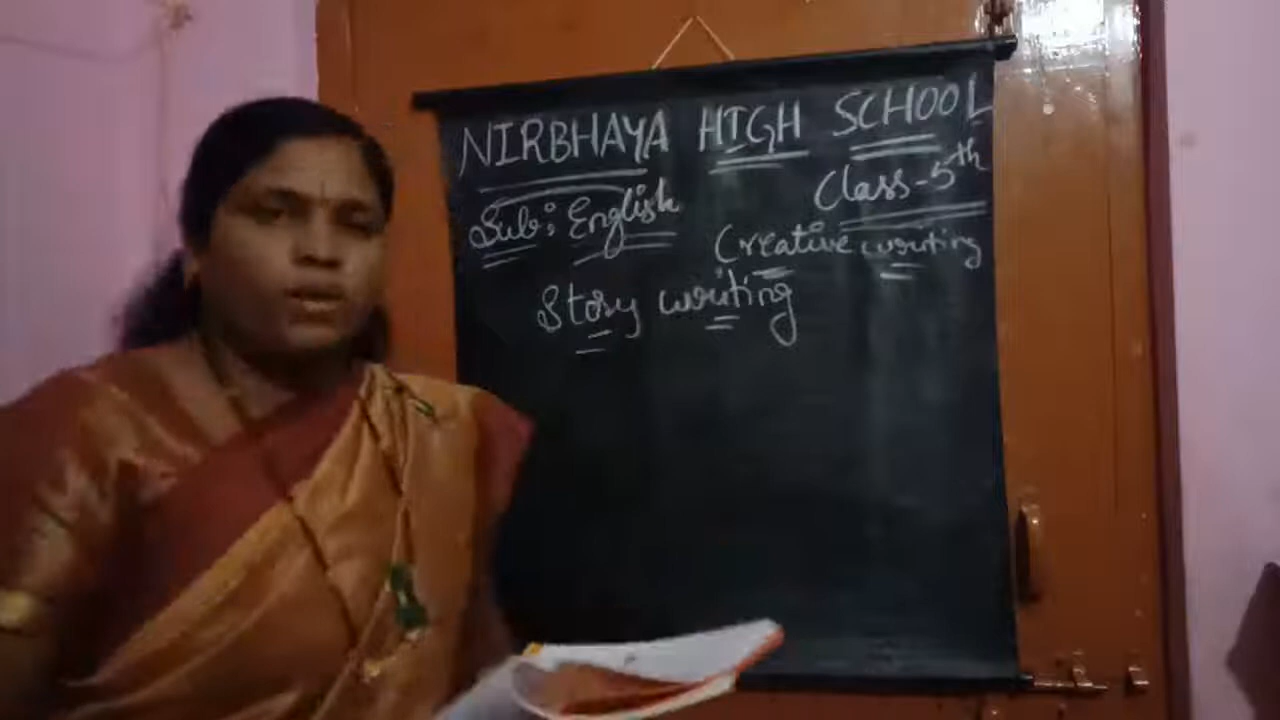 NIRBHAYA HIGH SCHOOL
Class-5th
Sub: English
Creative writing
Story writing